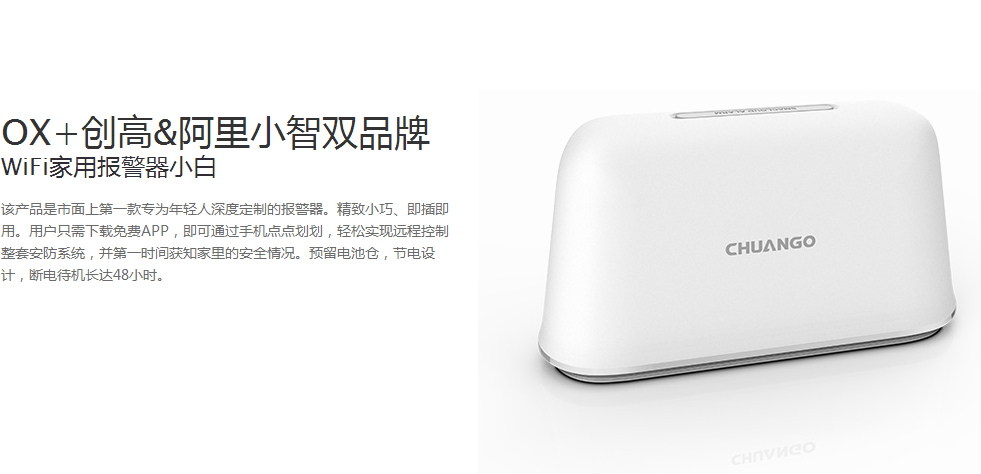 OX+创高&阿里小智双品牌
WiFi家用报警器小白
该产品是市面上第一款专为年轻人深度定制的报警器。精致小巧、即插即
用。用户只需下载免费APP，即可通过手机点点划划，轻松实现远程控制
整套安防系统，并第一时间获知家里的安全情况。预留电池仓，节电设
计，断电待机长达48小时。
CHUANGO